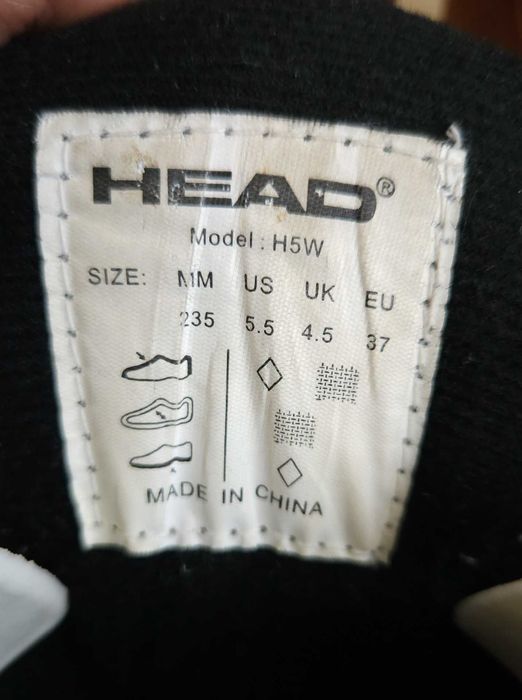 HEAD®
Model : H5W
SIZE: MM US UK EU
235 5.5 4.5 37
MADE IN CHINA